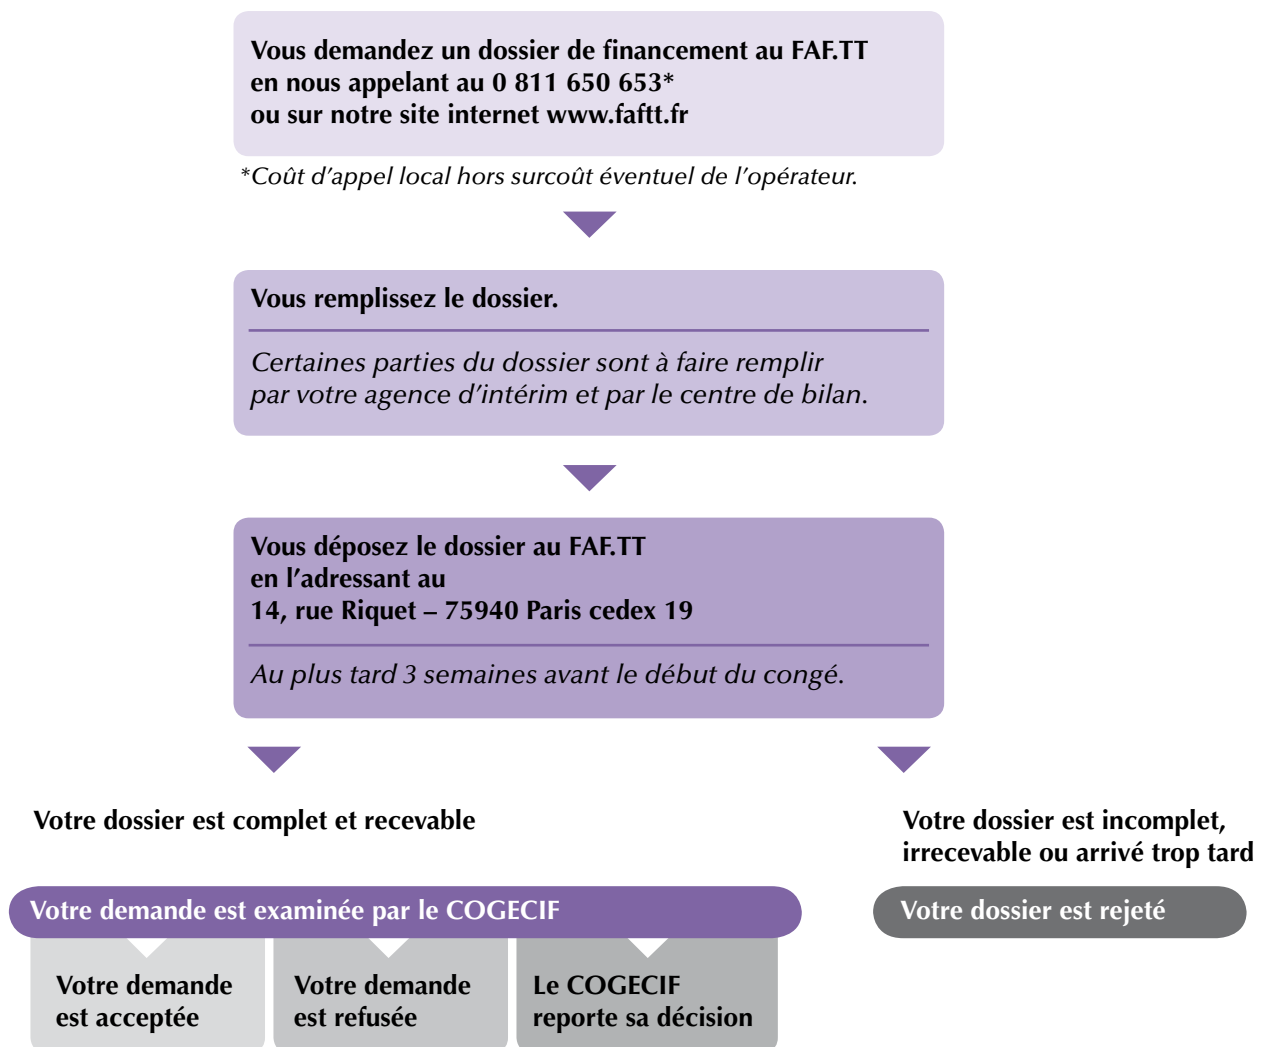 Vous demandez un dossier de financement au FAF.TT
en nous appelant au 0 811 650 653*
ou sur notre site internet www.faftt.fr
*Coût d’appel local hors surcoût éventuel de l’opérateur.
Vous remplissez le dossier.
Certaines parties du dossier sont à faire remplir
par votre agence d’intérim et par le centre de bilan.
Vous déposez le dossier au FAF.TT
en l’adressant au
14, rue Riquet – 75940 Paris cedex 19
Au plus tard 3 semaines avant le début du congé.
Votre dossier est complet et recevable
Votre demande est examinée par le COGECIF
Votre demande
est acceptée
Votre demande
est refusée
Le COGECIF
reporte sa décision
Votre dossier est incomplet,
irrecevable ou arrivé trop tard
Votre dossier est rejeté